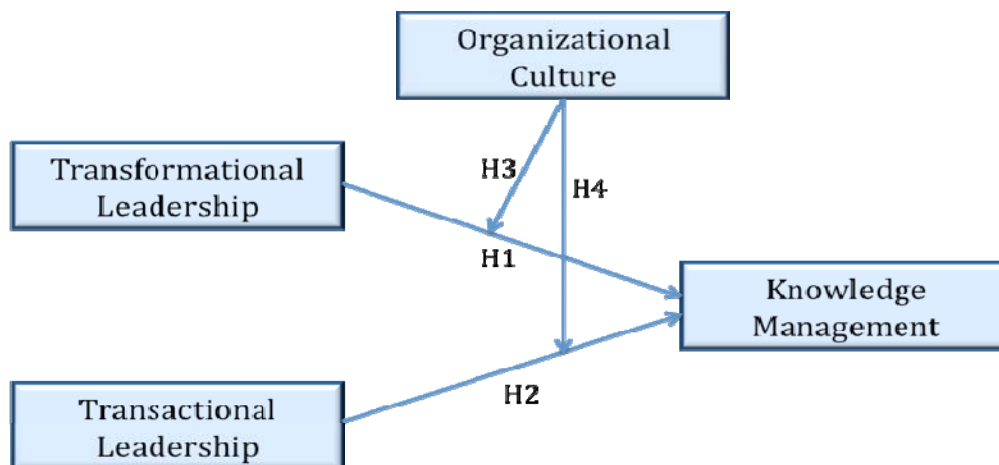 Organizational
Culture
Transformational
Leadership
H3
H4
H1
Knowledge
Management
H2
Transactional
Leadership